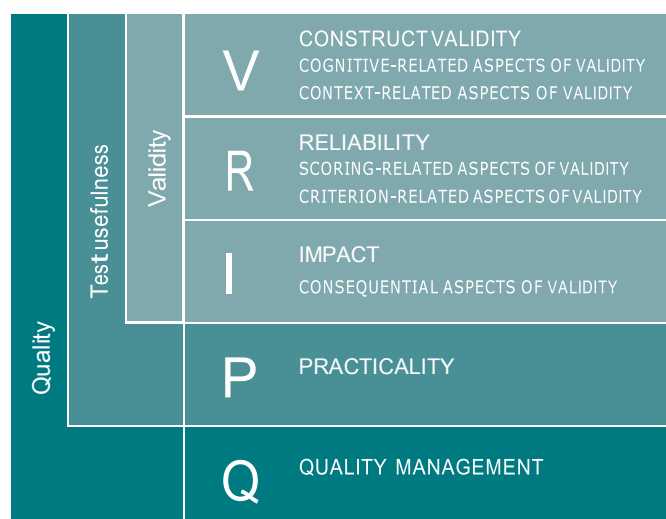 Quality
Test usefulness
Validity
V
CONSTRUCT VALIDITY
COGNITIVE-RELATED ASPECTS OF VALIDITY
CONTEXT-RELATED ASPECTS OF VALIDITY
R
RELIABILITY
SCORING-RELATED ASPECTS OF VALIDITY
CRITERION-RELATED ASPECTS OF VALIDITY
I
IMPACT
CONSEQUENTIAL ASPECTS OF VALIDITY
P
PRACTICALITY
Q
QUALITY MANAGEMENT